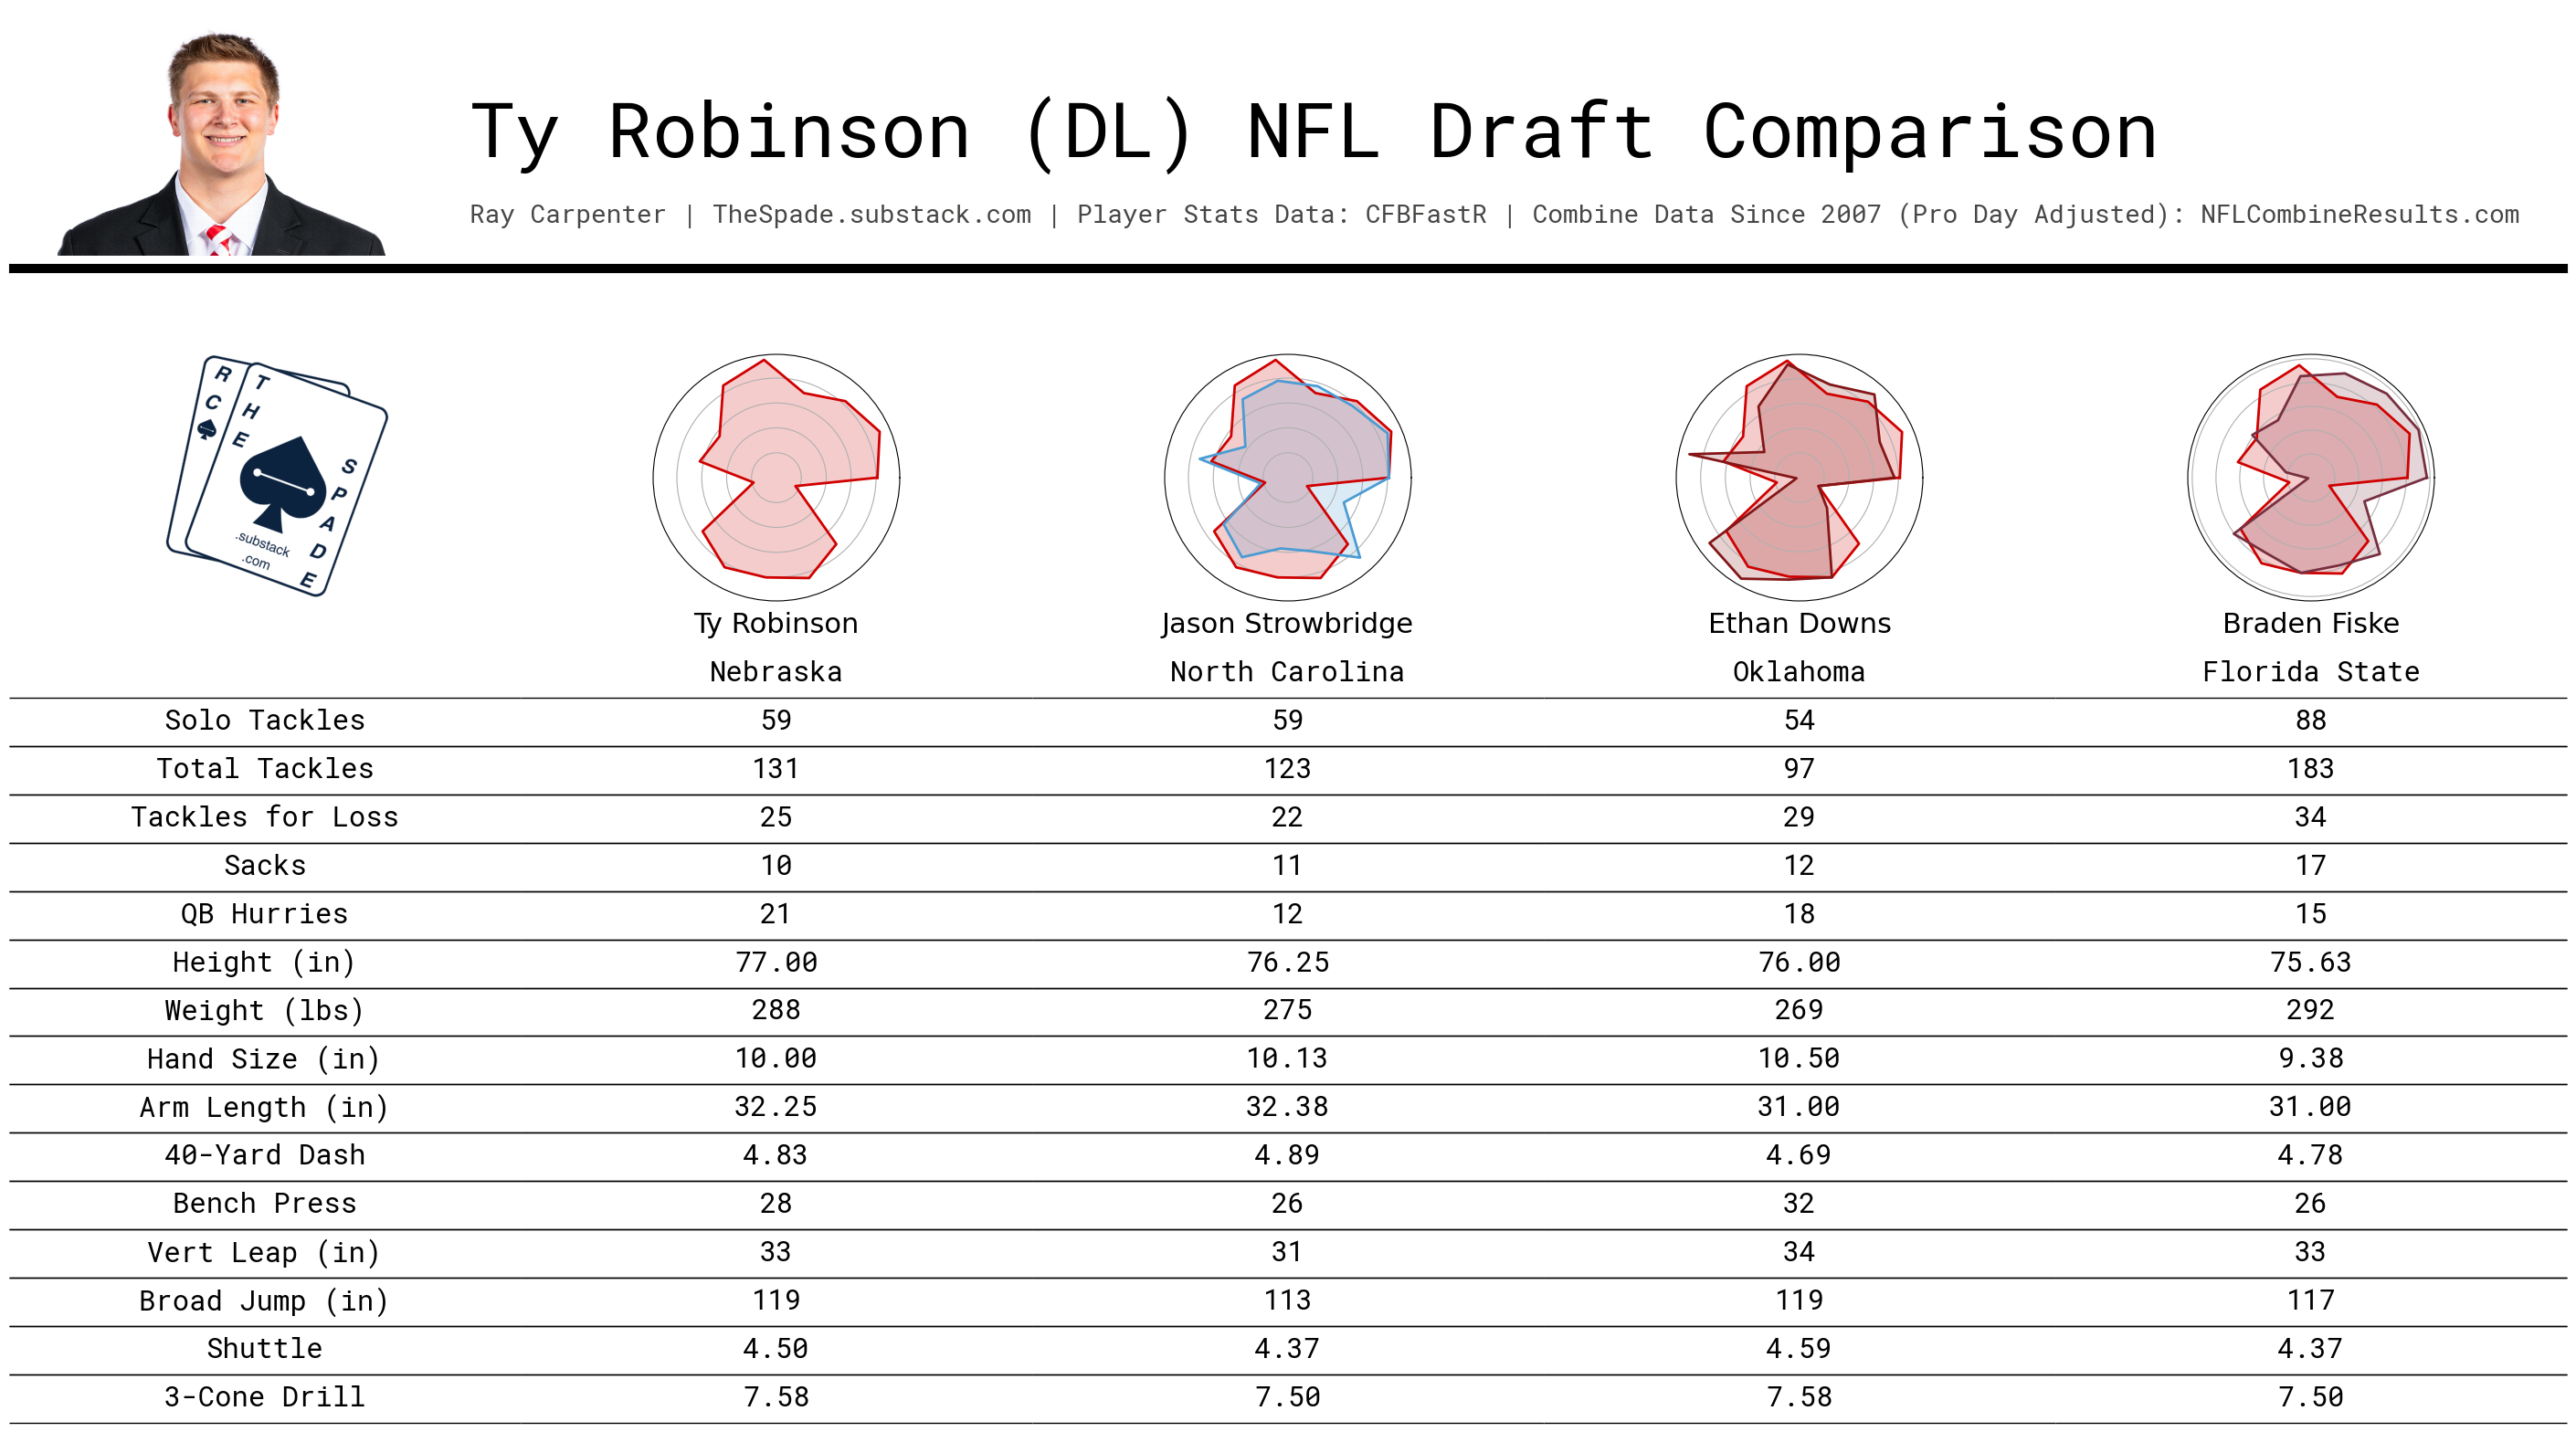 Ty Robinson (DL) NFL Draft Comparison
Ray Carpenter | TheSpade.substack.com | Player Stats Data: CFBFastR | Combine Data Since 2007 (Pro Day Adjusted): NFLCombineResults.com
RC
THE
SPADE
.substack
.com
Ty Robinson Jason Strowbridge Ethan Downs Braden Fiske
Nebraska North Carolina Oklahoma Florida State
Solo Tackles 59 59 54 88
Total Tackles 131 123 97 183
Tackles for Loss 25 22 29 34
Sacks 10 11 12 17
QB Hurries 21 12 18 15
Height (in) 77.00 76.25 76.00 75.63
Weight (lbs) 288 275 269 292
Hand Size (in) 10.00 10.13 10.50 9.38
Arm Length (in) 32.25 32.38 31.00 31.00
40-Yard Dash 4.83 4.89 4.69 4.78
Bench Press 28 26 32 26
Vert Leap (in) 33 31 34 33
Broad Jump (in) 119 113 119 117
Shuttle 4.50 4.37 4.59 4.37
3-Cone Drill 7.58 7.50 7.58 7.50